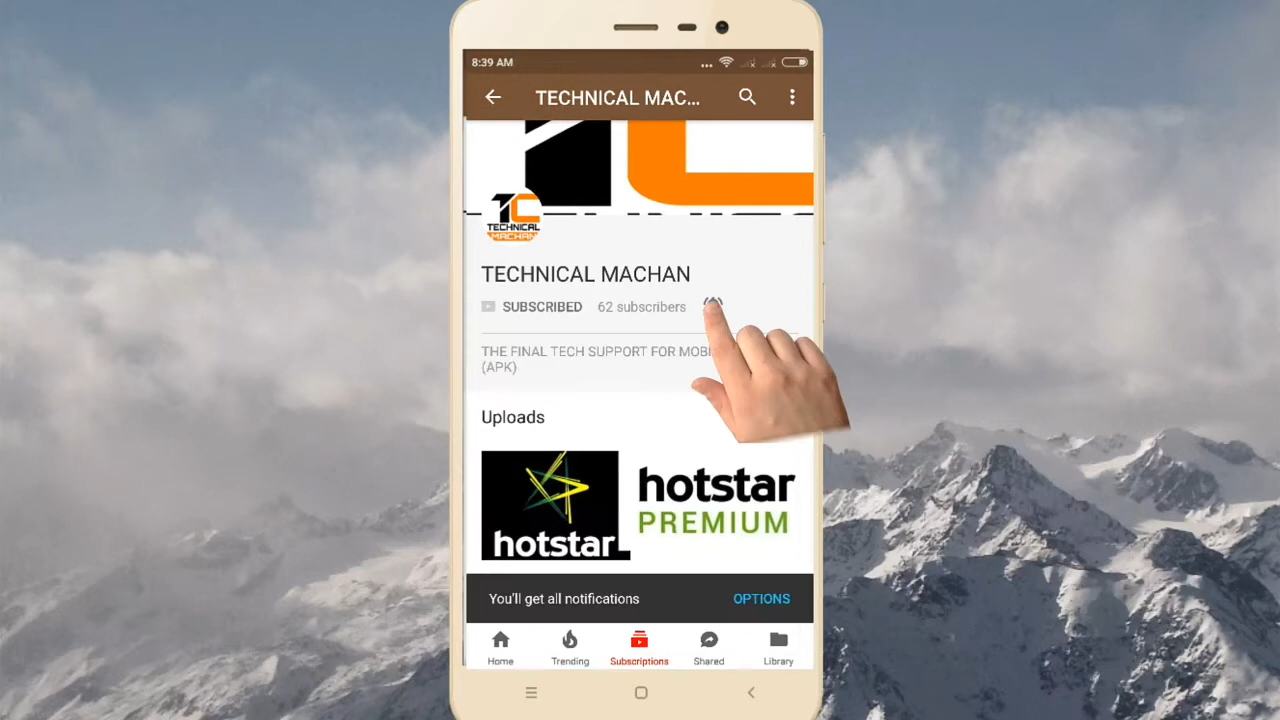 8:39 AM
TECHNICAL MAC...
TECHNICAL
MACHAN
TECHNICAL MACHAN
SUBSCRIBED 62 subscribers
THE FINAL TECH SUPPORT FOR
(APK)
Uploads
hotstar
hotstar
PREMIUM
You'll get all notifications OPTIONS
Home Trending Subscriptions Shared Library